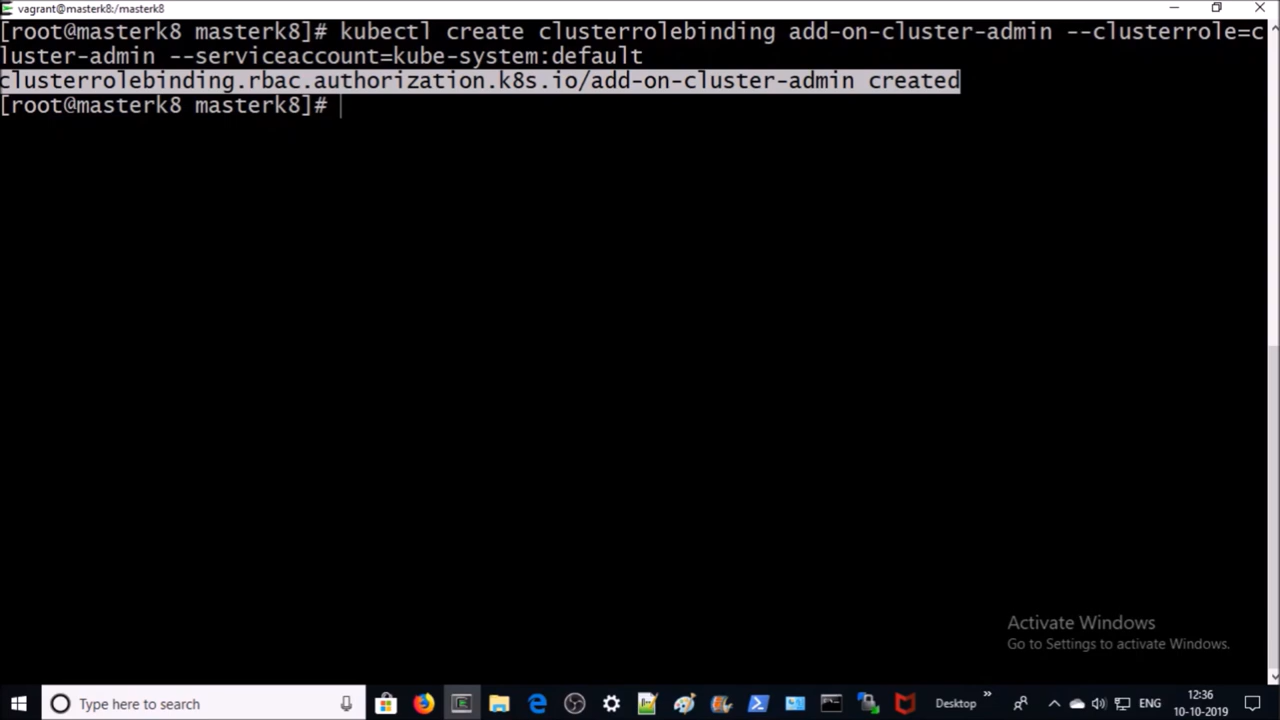 vagrant@masterk8:/masterk8
[root@masterk8 masterk8]# kubectl create clusterrolebinding add-on-cluster-admin --clusterrole=c
luster-admin --serviceaccount=kube-system:default
clusterrolebinding.rbac.authorization.k8s.io/add-on-cluster-admin created
[root@masterk8 masterk8]#
Activate Windows
Go to Settings to activate Windows.
Type here to search
Desktop
ENG
12:36
10-10-2019